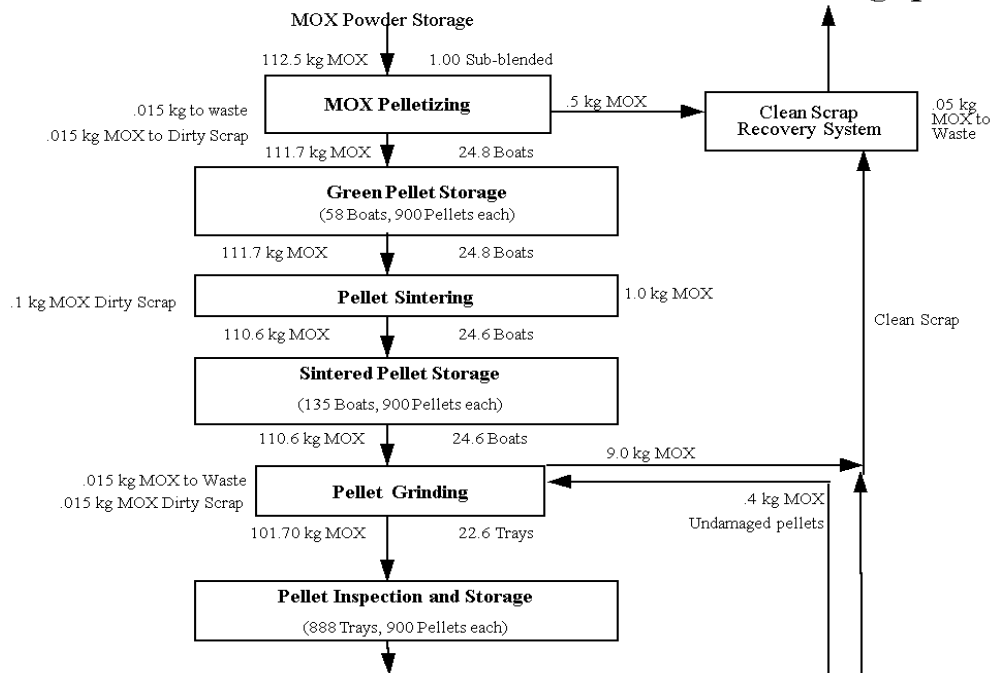 MOX Powder Storage
112.5 kg MOX
1.00 Sub-blended
MOX Pelletizing
.015 kg to waste
.015 kg MOX to Dirty Scrap
.5 kg MOX
Clean Scrap
Recovery System
.05 kg
MOX to
Waste
111.7 kg MOX
24.8 Boats
Green Pellet Storage
(58 Boats, 900 Pellets each)
111.7 kg MOX
24.8 Boats
.1 kg MOX Dirty Scrap
Pellet Sintering
1.0 kg MOX
Clean Scrap
110.6 kg MOX
24.6 Boats
Sintered Pellet Storage
(135 Boats, 900 Pellets each)
110.6 kg MOX
24.6 Boats
9.0 kg MOX
.015 kg MOX to Waste
.015 kg MOX Dirty Scrap
Pellet Grinding
.4 kg MOX
Undamaged pellets
101.70 kg MOX
22.6 Trays
Pellet Inspection and Storage
(888 Trays, 900 Pellets each)